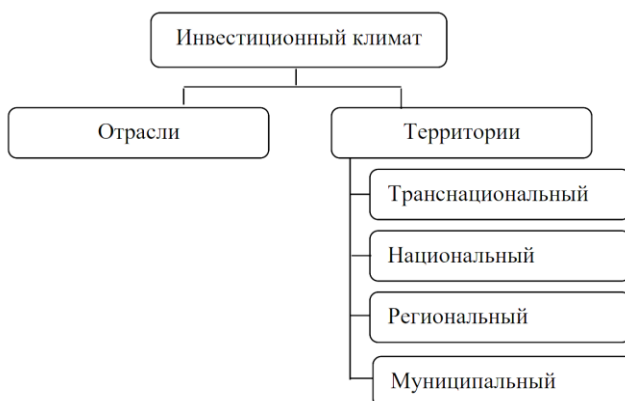 Инвестиционный климат
Отрасли
Территории
Транснациональный
Национальный
Региональный
Муниципальный